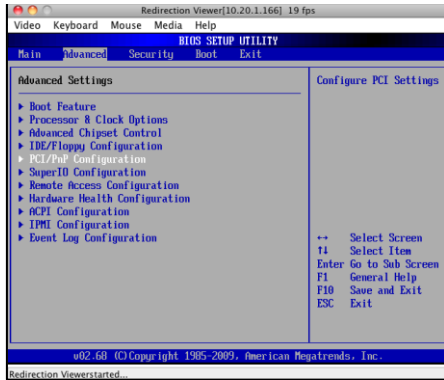 Redirection Viewer[10.20.1.166] 19 fps
Video Keyboard Mouse Media Help
BIOS SETUP UTILITY
Main Advanced Security Boot Exit
Advanced Settings
Configure PCI Settings
▶ Boot Feature
▶ Processor & Clock Options
▶ Advanced Chipset Control
▶ IDE/Floppy Configuration
▶ PCI/PnP Configuration
▶ SuperIO Configuration
▶ Remote Access Configuration
▶ Hardware Health Configuration
▶ ACPI Configuration
▶ IPMI Configuration
▶ Event Log Configuration
↔ Select Screen
↑↓ Select Item
Enter Go to Sub Screen
F1 General Help
F10 Save and Exit
ESC Exit
v02.68 (C)Copyright 1985-2009, American Megatrends, Inc.
Redirection Viewerstarted...